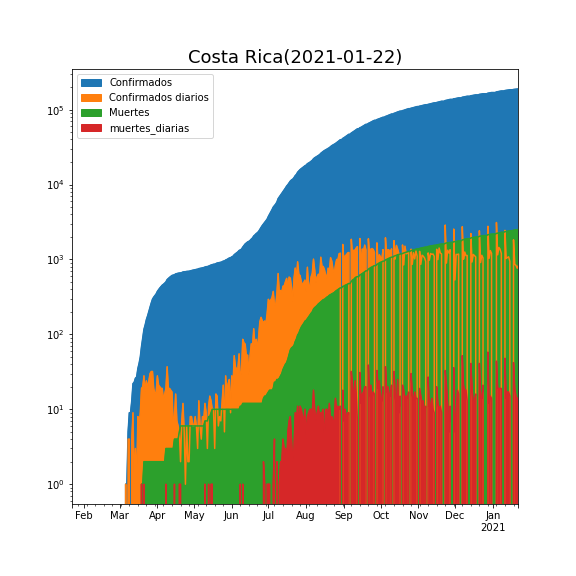 Costa Rica(2021-01-22)
Confirmados
Confirmados diarios
Muertes
muertes_diarias
10⁵
10⁴
10³
10²
10¹
10⁰
Feb Mar Apr May Jun Jul Aug Sep Oct Nov Dec Jan
2021